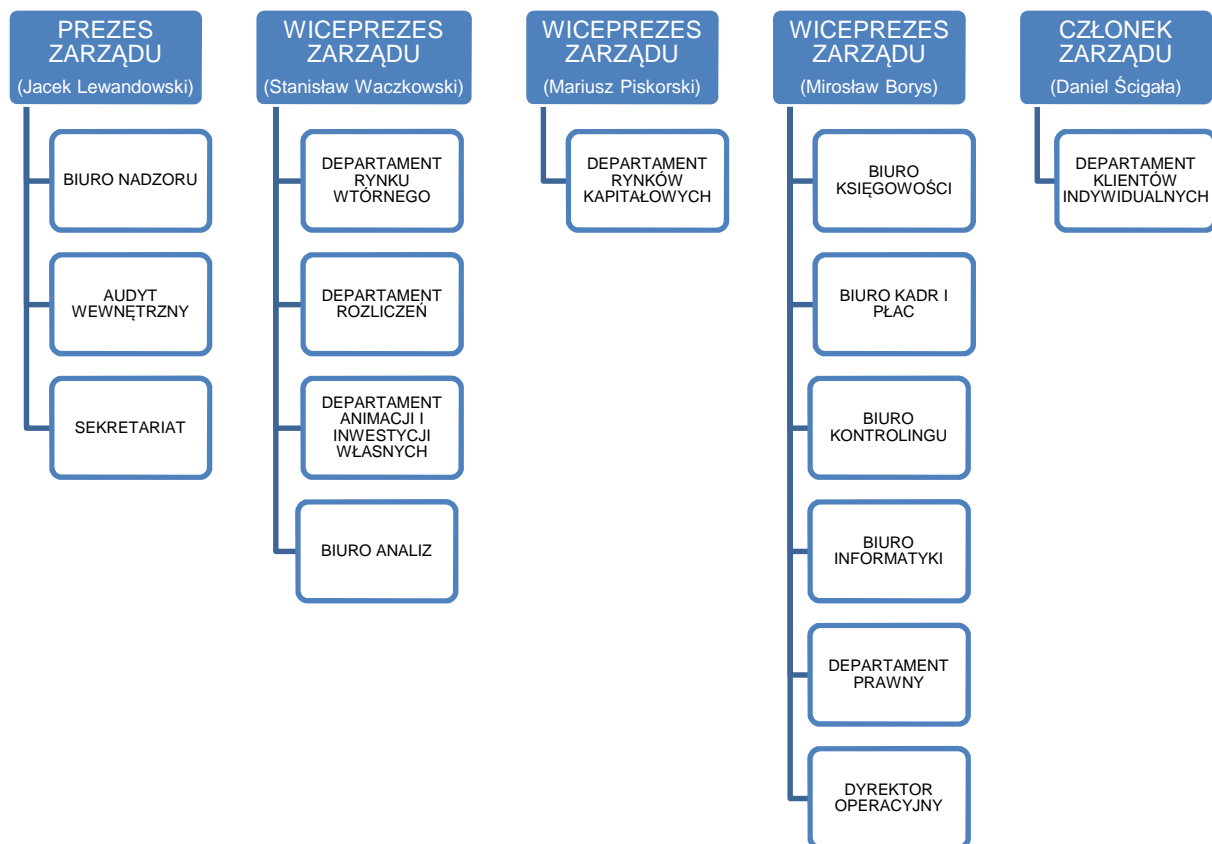 PREZES
ZARZĄDU
(Jacek Lewandowski)
BIURO NADZORU
AUDYT
WEWNĘTRZNY
SEKRETARIAT
WICEPREZES
ZARZĄDU
(Stanisław Waczkowski)
DEPARTAMENT
RYNKU
WTÓRNEGO
DEPARTAMENT
ROZLICZEŃ
DEPARTAMENT
ANIMACJI I
INWESTYCJI
WŁASNYCH
BIURO ANALIZ
WICEPREZES
ZARZĄDU
(Mariusz Piskorski)
DEPARTAMENT
RYNKÓW
KAPITAŁOWYCH
WICEPREZES
ZARZĄDU
(Mirosław Borys)
BIURO
KSIĘGOWOŚCI
BIURO KADR I
PŁAC
BIURO
KONTROLINGU
BIURO
INFORMATYKI
DEPARTAMENT
PRAWNY
DYREKTOR
OPERACYJNY
CZŁONEK
ZARZĄDU
(Daniel Ścigała)
DEPARTAMENT
KLIENTÓW
INDYWIDUALNYCH